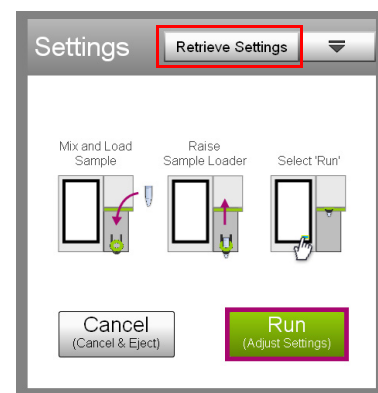 Settings
Retrieve Settings
Mix and Load
Sample
Raise
Sample Loader
Select 'Run'
Cancel
(Cancel & Eject)
Run
(Adjust Settings)